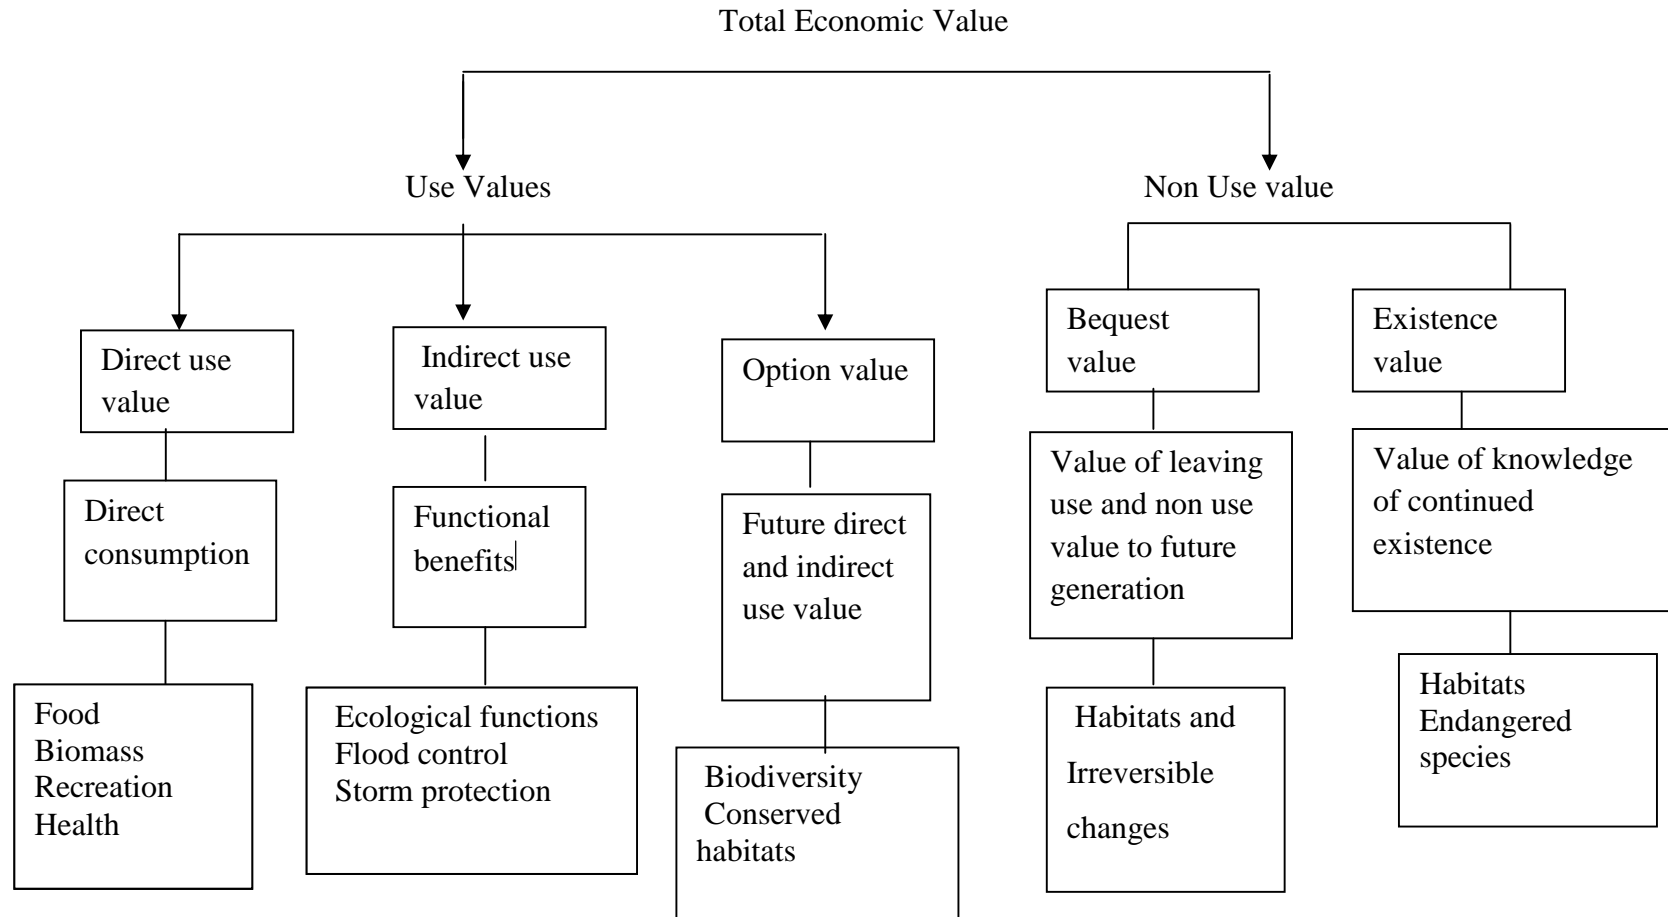 Total Economic Value
Use Values
Non Use value
Direct use
value
Indirect use
value
Option value
Bequest
value
Existence
value
Direct
consumption
Functional
benefits
Future direct
and indirect
use value
Value of leaving
use and non use
value to future
generation
Value of knowledge
of continued
existence
Food
Biomass
Recreation
Health
Ecological functions
Flood control
Storm protection
Biodiversity
Conserved
habitats
Habitats and
Irreversible
changes
Habitats
Endangered
species